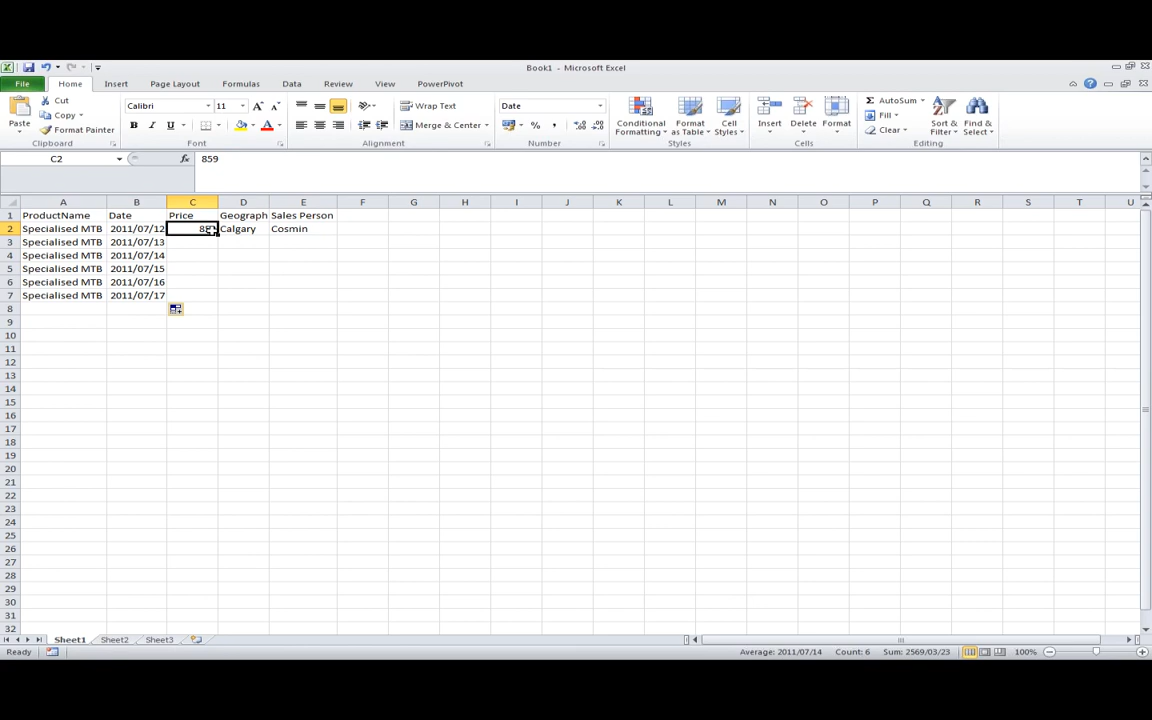 Book1 - Microsoft Excel
File Home Insert Page Layout Formulas Data Review View PowerPivot
Cut
Copy
Format Painter
Paste
Clipboard
Calibri 11
Font
Wrap Text
Merge & Center
Alignment
Date
Number
Conditional Formatting
Format as Table
Cell Styles
Styles
Insert Delete Format
Cells
AutoSum
Fill
Clear
Sort & Filter
Find & Select
Editing
C2 fx 859
A B C D E F G H I J K L M N O P Q R S T U
1 ProductName Date Price Geograph Sales Person
2 Specialised MTB 2011/07/12 Calgary Cosmin
3 Specialised MTB 2011/07/13
4 Specialised MTB 2011/07/14
5 Specialised MTB 2011/07/15
6 Specialised MTB 2011/07/16
7 Specialised MTB 2011/07/17
8
9
10
11
12
13
14
15
16
17
18
19
20
21
22
23
24
25
26
27
28
29
30
31
32
Sheet1 Sheet2 Sheet3
Ready Average: 2011/07/14 Count: 6 Sum: 2569/03/23 100%